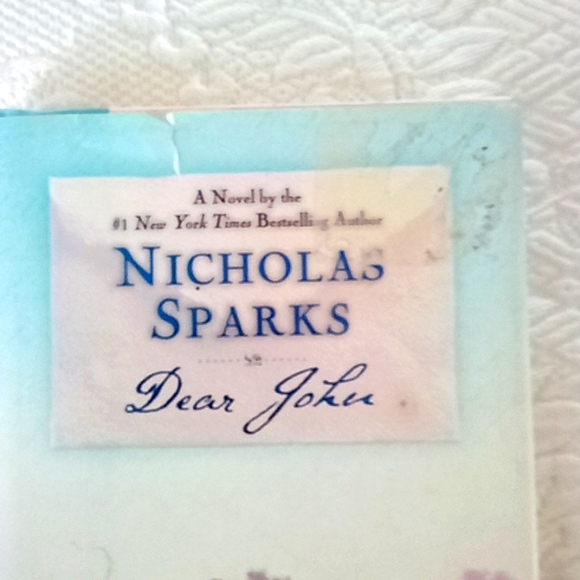 A Novel by the
#1 New York Times Bestselling Author
NICHOLAS
SPARKS
Dear John